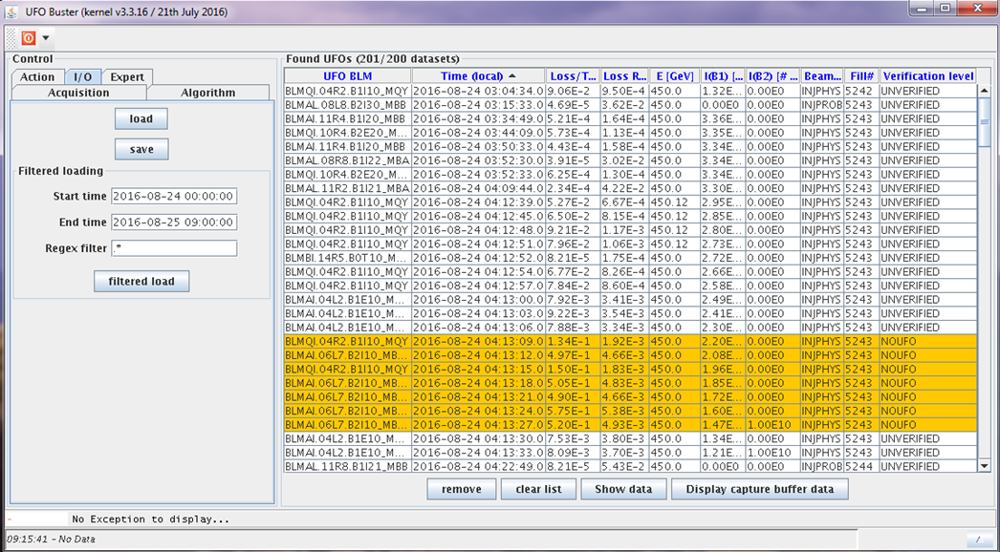 UFO Buster (kernel v3.3.16 / 21th July 2016)
Control
Action I/O Expert
Acquisition Algorithm
load
save
Filtered loading
Start time 2016-08-24 00:00:00
End time 2016-08-25 09:00:00
Regex filter .*
filtered load
Found UFOs (201/200 datasets)
UFO BLM Time (local) Loss/T... Loss R... E [GeV] I(B1) [... I(B2) [# ... Beam... Fill# Verification level
BLMQI.04R2.B1I10_MQY 2016-08-24 03:04:34.0 9.06E-2 9.50E-4 450.0 1.32E... 0.00E0 INJPHYS 5242 UNVERIFIED
BLMAL.08L8.B2I30_MBB 2016-08-24 03:15:33.0 4.69E-5 3.62E-2 450.0 0.00E0 0.00E0 INJPROB 5243 UNVERIFIED
BLMAI.11R4.B1I20_MBB 2016-08-24 03:34:49.0 5.21E-4 1.64E-4 450.0 3.36E... 0.00E0 INJPHYS 5243 UNVERIFIED
BLMQI.10R4.B2E20_M... 2016-08-24 03:44:09.0 5.73E-4 1.13E-4 450.0 3.35E... 0.00E0 INJPHYS 5243 UNVERIFIED
BLMAI.11R4.B1I20_MBB 2016-08-24 03:50:33.0 4.43E-4 1.58E-4 450.0 3.34E... 0.00E0 INJPHYS 5243 UNVERIFIED
BLMAL.08R8.B1I22_MBA 2016-08-24 03:52:30.0 3.91E-5 3.02E-2 450.0 3.34E... 0.00E0 INJPHYS 5243 UNVERIFIED
BLMQI.10R4.B2E20_M... 2016-08-24 03:52:33.0 6.25E-4 1.30E-4 450.0 3.34E... 0.00E0 INJPHYS 5243 UNVERIFIED
BLMAL.11R2.B1I21_MBA 2016-08-24 04:09:44.0 2.34E-4 4.22E-2 450.0 3.30E... 0.00E0 INJPHYS 5243 UNVERIFIED
BLMQI.04R2.B1I10_MQY 2016-08-24 04:12:39.0 5.27E-2 6.67E-4 450.12 2.95E... 0.00E0 INJPHYS 5243 UNVERIFIED
BLMQI.04R2.B1I10_MQY 2016-08-24 04:12:45.0 6.50E-2 8.15E-4 450.12 2.85E... 0.00E0 INJPHYS 5243 UNVERIFIED
BLMQI.04R2.B1I10_MQY 2016-08-24 04:12:48.0 9.21E-2 1.17E-3 450.12 2.80E... 0.00E0 INJPHYS 5243 UNVERIFIED
BLMQI.04R2.B1I10_MQY 2016-08-24 04:12:51.0 7.96E-2 1.06E-3 450.12 2.73E... 0.00E0 INJPHYS 5243 UNVERIFIED
BLMBI.14R5.B0T10_M... 2016-08-24 04:12:52.0 8.21E-5 1.75E-4 450.0 2.72E... 0.00E0 INJPHYS 5243 UNVERIFIED
BLMQI.04R2.B1I10_MQY 2016-08-24 04:12:54.0 6.77E-2 8.26E-4 450.0 2.66E... 0.00E0 INJPHYS 5243 UNVERIFIED
BLMQI.04R2.B1I10_MQY 2016-08-24 04:12:57.0 7.84E-2 8.60E-4 450.0 2.58E... 0.00E0 INJPHYS 5243 UNVERIFIED
BLMAI.04L2.B1E10_M... 2016-08-24 04:13:00.0 7.92E-3 3.41E-3 450.0 2.49E... 0.00E0 INJPHYS 5243 UNVERIFIED
BLMAI.04L2.B1E10_M... 2016-08-24 04:13:03.0 9.22E-3 3.54E-3 450.0 2.41E... 0.00E0 INJPHYS 5243 UNVERIFIED
BLMAI.04L2.B1E10_M... 2016-08-24 04:13:06.0 7.88E-3 3.34E-3 450.0 2.30E... 0.00E0 INJPHYS 5243 UNVERIFIED
BLMQI.04R2.B1I10_MQY 2016-08-24 04:13:09.0 1.34E-1 1.92E-3 450.0 2.20E... 0.00E0 INJPHYS 5243 NOUFO
BLMAI.06L7.B2I10_MB... 2016-08-24 04:13:12.0 4.97E-1 4.66E-3 450.0 2.08E... 0.00E0 INJPHYS 5243 NOUFO
BLMQI.04R2.B1I10_MQY 2016-08-24 04:13:15.0 1.50E-1 1.83E-3 450.0 1.96E... 0.00E0 INJPHYS 5243 NOUFO
BLMAI.06L7.B2I10_MB... 2016-08-24 04:13:18.0 5.05E-1 4.83E-3 450.0 1.85E... 0.00E0 INJPHYS 5243 NOUFO
BLMAI.06L7.B2I10_MB... 2016-08-24 04:13:21.0 4.90E-1 4.66E-3 450.0 1.72E... 0.00E0 INJPHYS 5243 NOUFO
BLMAI.06L7.B2I10_MB... 2016-08-24 04:13:24.0 5.75E-1 5.38E-3 450.0 1.60E... 0.00E0 INJPHYS 5243 NOUFO
BLMAI.06L7.B2I10_MB... 2016-08-24 04:13:27.0 5.20E-1 4.93E-3 450.0 1.47E... 1.00E10 INJPHYS 5243 NOUFO
BLMAI.04L2.B1E10_M... 2016-08-24 04:13:30.0 7.53E-3 3.80E-3 450.0 1.34E... 0.00E0 INJPHYS 5243 UNVERIFIED
BLMAI.04L2.B1E10_M... 2016-08-24 04:13:33.0 8.09E-3 3.70E-3 450.0 1.21E... 1.00E10 INJPHYS 5243 UNVERIFIED
BLMAL.11R8.B1I21_MBB 2016-08-24 04:22:49.0 8.21E-5 5.43E-2 450.0 0.00E0 0.00E0 INJPROB 5244 UNVERIFIED
remove clear list Show data Display capture buffer data
- No Exception to display...
09:15:41 - No Data